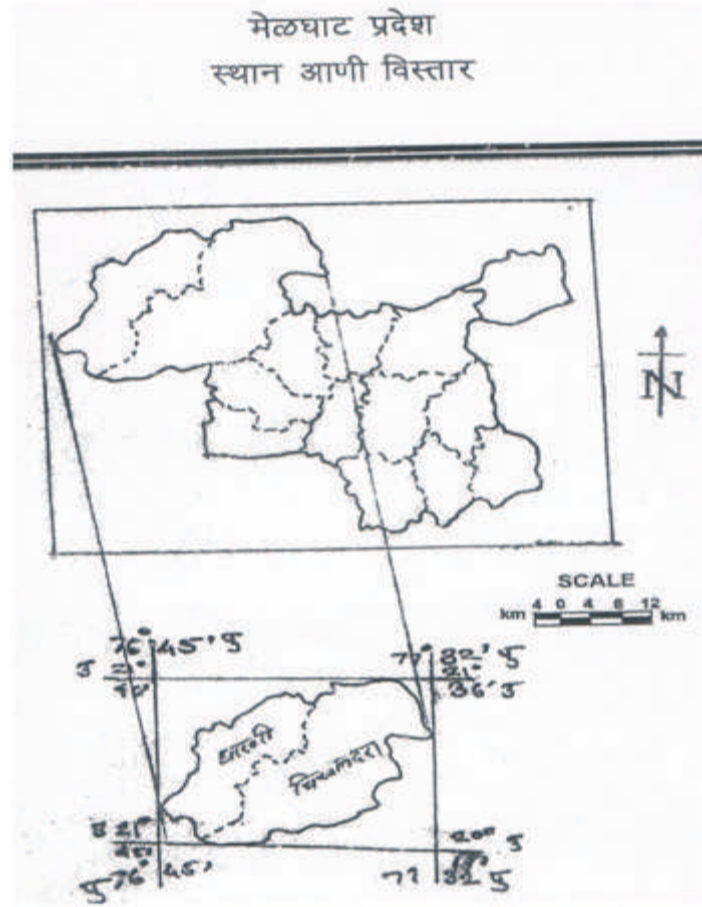 मेळघाट प्रदेश
स्थान आणी विस्तार
N
SCALE
km 4 0 4 8 12 km
76° 45' पु
77° 32' पु
21°
36' उ
धारणी
चिखलदरा
उ 21°
45'
20° उ
पु 76° 45'
77 32 पु